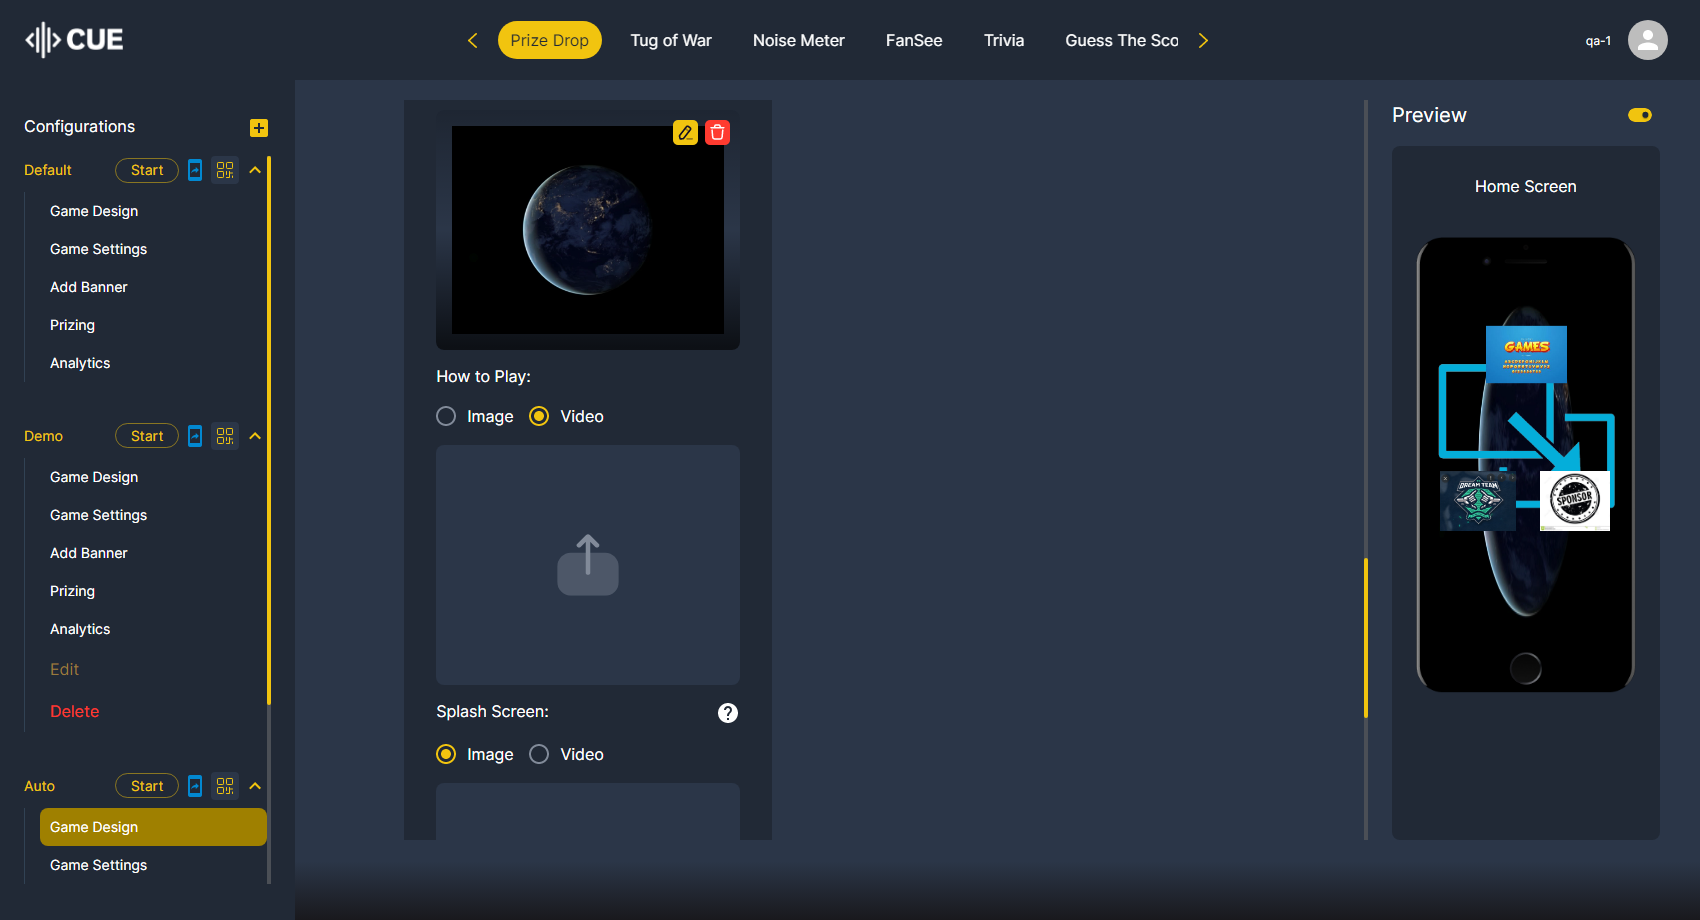 CUE
Prize Drop
Tug of War
Noise Meter
FanSee
Trivia
Guess The Sco
qa-1
Configurations
Default
Start
Game Design
Game Settings
Add Banner
Prizing
Analytics
Demo
Start
Game Design
Game Settings
Add Banner
Prizing
Analytics
Edit
Delete
Auto
Start
Game Design
Game Settings
How to Play:
Image
Video
Splash Screen:
?
Image
Video
Preview
Home Screen
GAMES
DREAM TEAM
SPONSOR